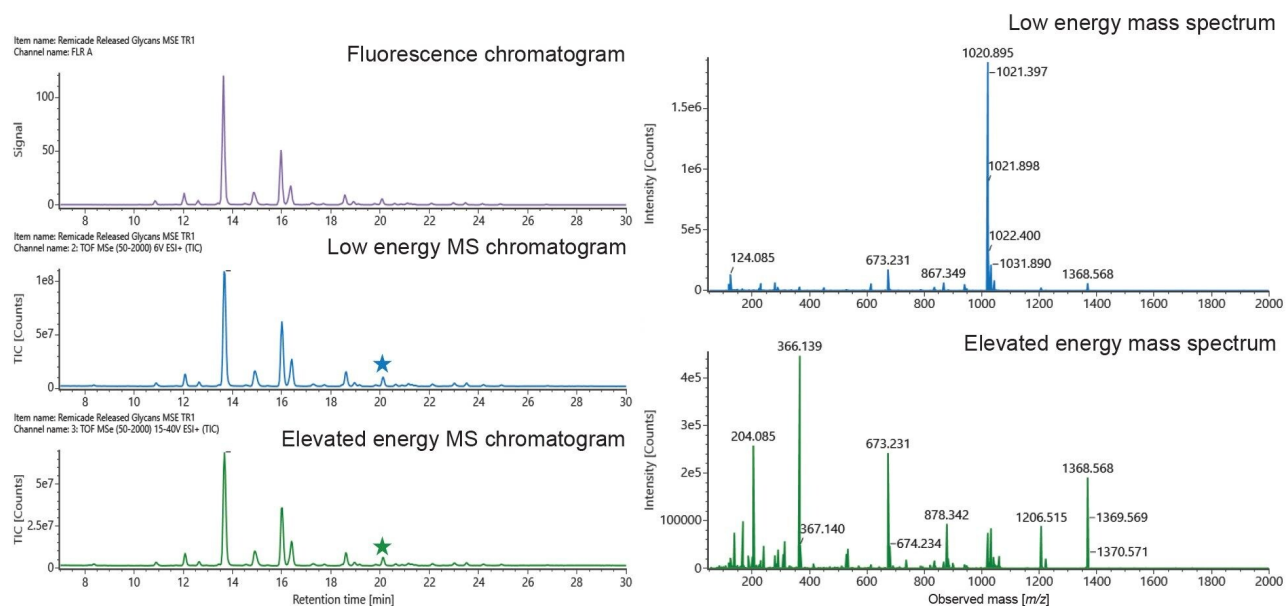 Item name: Remicade Released Glycans MSE TR1
Channel name: FLR A
Fluorescence chromatogram
Signal
100
50
0
8 10 12 14 16 18 20 22 24 26 28 30
Item name: Remicade Released Glycans MSE TR1
Channel name: 2: TOF MSe (50-2000) 6V ESI+ (TIC)
Low energy MS chromatogram
TIC [Counts]
1e8
5e7
0
8 10 12 14 16 18 20 22 24 26 28 30
Item name: Remicade Released Glycans MSE TR1
Channel name: 3: TOF MSe (50-2000) 15-40V ESI+ (TIC)
Elevated energy MS chromatogram
TIC [Counts]
5e7
2.5e7
0
8 10 12 14 16 18 20 22 24 26 28 30
Retention time [min]
Low energy mass spectrum
Intensity [Counts]
1.5e6
1e6
5e5
0
1020.895
1021.397
1021.898
1022.400
1031.890
124.085
673.231
867.349
1368.568
200 400 600 800 1000 1200 1400 1600 1800 2000
Elevated energy mass spectrum
Intensity [Counts]
4e5
3e5
2e5
100000
0
366.139
204.085
673.231
1368.568
367.140
674.234
878.342
1206.515
1369.569
1370.571
200 400 600 800 1000 1200 1400 1600 1800 2000
Observed mass [m/z]